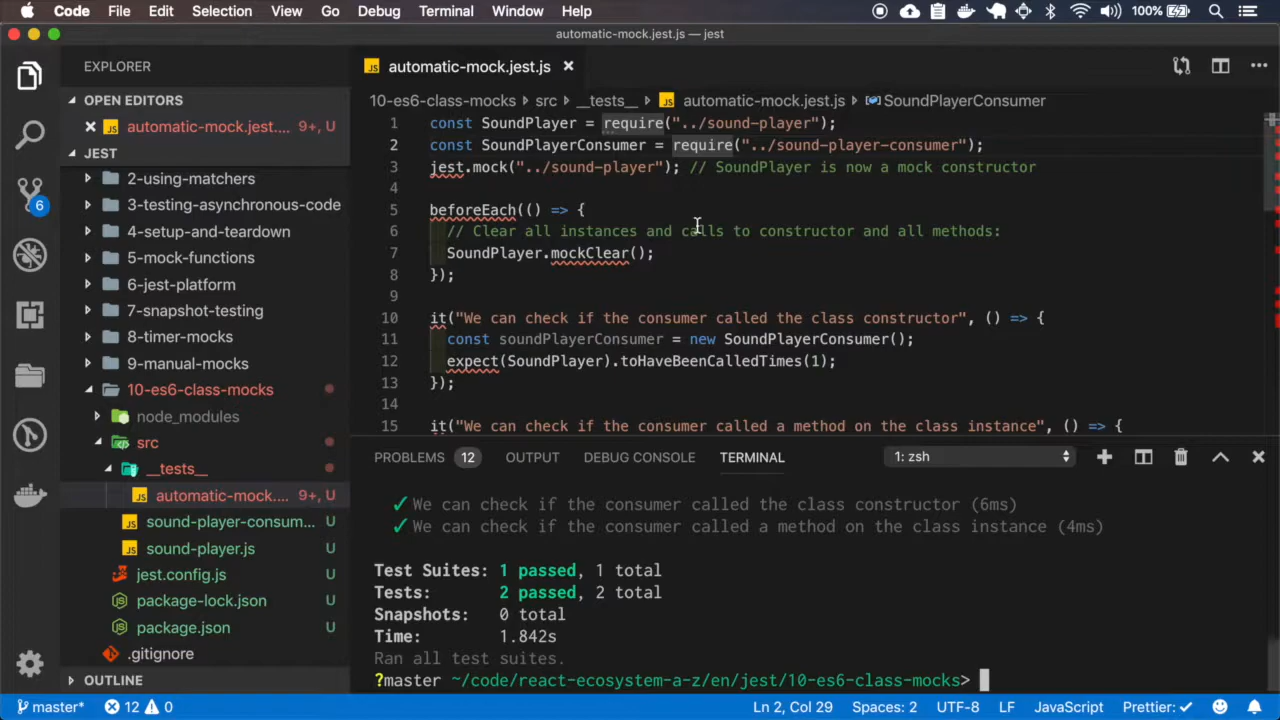 Code File Edit Selection View Go Debug Terminal Window Help 100%
automatic-mock.jest.js — jest
EXPLORER
OPEN EDITORS
automatic-mock.jest.... 9+, U
JEST
2-using-matchers
3-testing-asynchronous-code
4-setup-and-teardown
5-mock-functions
6-jest-platform
7-snapshot-testing
8-timer-mocks
9-manual-mocks
10-es6-class-mocks
node_modules
src
__tests__
automatic-mock.... 9+, U
sound-player-consum... U
sound-player.js U
jest.config.js U
package-lock.json U
package.json U
.gitignore
OUTLINE
6
automatic-mock.jest.js
10-es6-class-mocks › src › __tests__ › automatic-mock.jest.js › SoundPlayerConsumer
1 const SoundPlayer = require("../sound-player");
2 const SoundPlayerConsumer = require("../sound-player-consumer");
3 jest.mock("../sound-player"); // SoundPlayer is now a mock constructor
4
5 beforeEach(() => {
6 // Clear all instances and calls to constructor and all methods:
7 SoundPlayer.mockClear();
8 });
9
10 it("We can check if the consumer called the class constructor", () => {
11 const soundPlayerConsumer = new SoundPlayerConsumer();
12 expect(SoundPlayer).toHaveBeenCalledTimes(1);
13 });
14
15 it("We can check if the consumer called a method on the class instance", () => {
PROBLEMS 12 OUTPUT DEBUG CONSOLE TERMINAL 1: zsh
✓ We can check if the consumer called the class constructor (6ms)
✓ We can check if the consumer called a method on the class instance (4ms)
Test Suites: 1 passed, 1 total
Tests: 2 passed, 2 total
Snapshots: 0 total
Time: 1.842s
Ran all test suites.
?master ~/code/react-ecosystem-a-z/en/jest/10-es6-class-mocks>
master* 12 0 Ln 2, Col 29 Spaces: 2 UTF-8 LF JavaScript Prettier: ✓